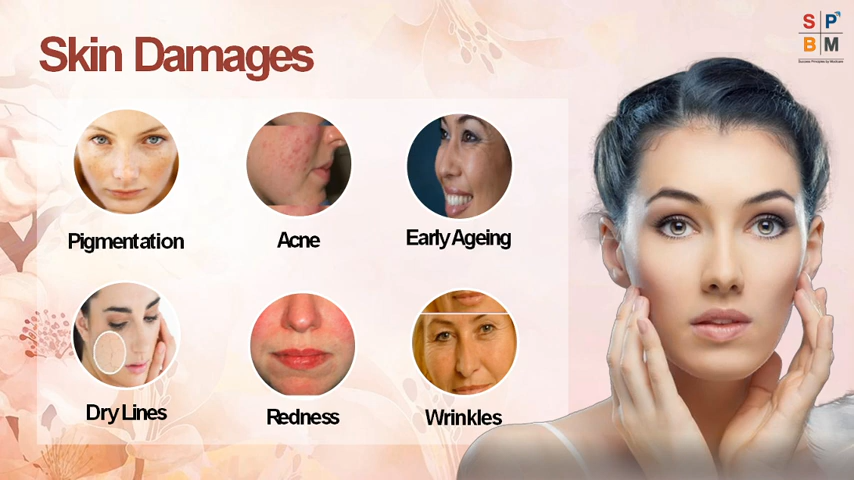 Skin Damages
S P
B M
Pigmentation
Acne
Early Ageing
Dry Lines
Redness
Wrinkles